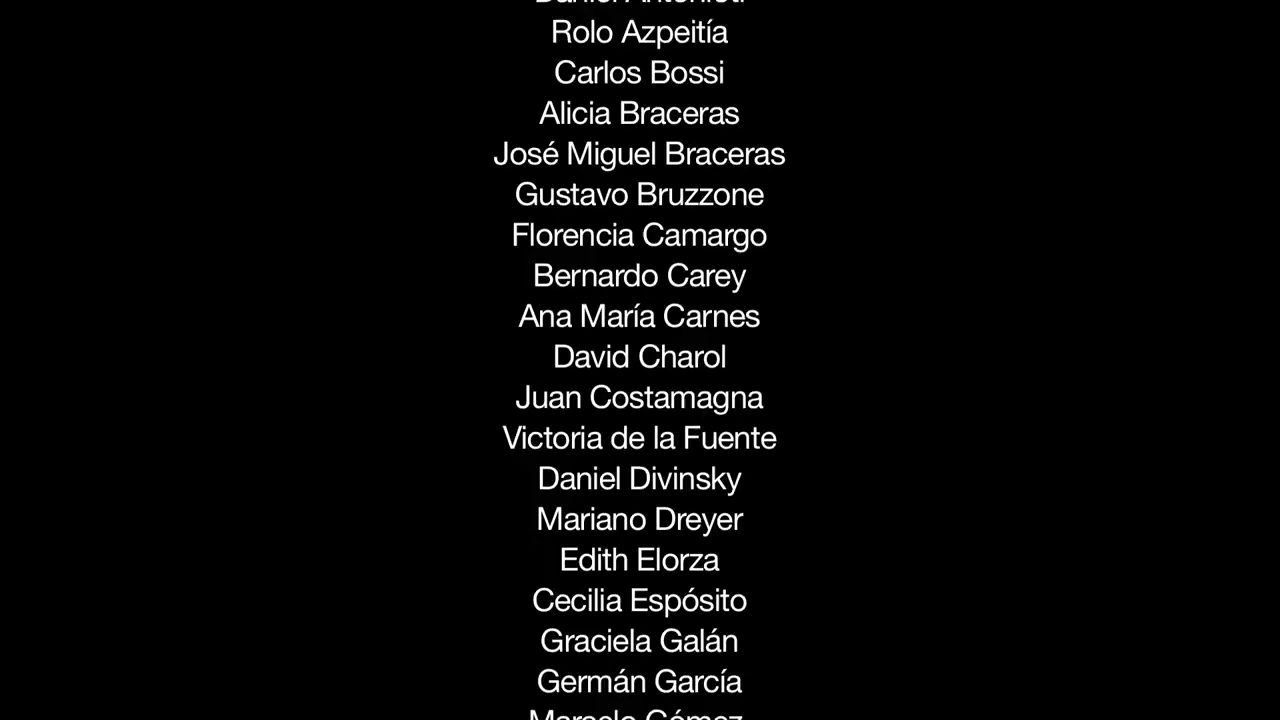 Rolo Azpeitía
Carlos Bossi
Alicia Braceras
José Miguel Braceras
Gustavo Bruzzone
Florencia Camargo
Bernardo Carey
Ana María Carnes
David Charol
Juan Costamagna
Victoria de la Fuente
Daniel Divinsky
Mariano Dreyer
Edith Elorza
Cecilia Espósito
Graciela Galán
Germán García
Marcelo Gómez